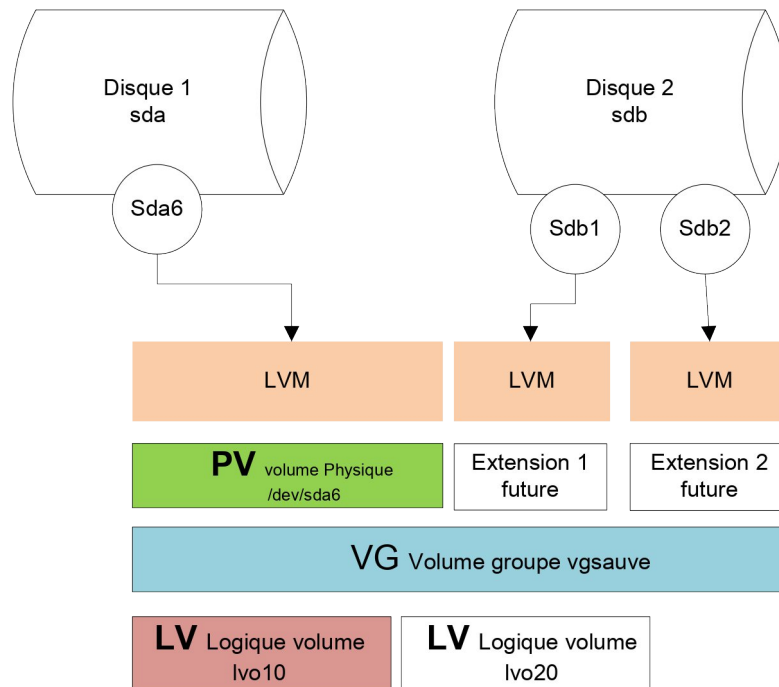 Disque 1
sda
Disque 2
sdb
Sda6
Sdb1
Sdb2
LVM
LVM
LVM
PV volume Physique
/dev/sda6
Extension 1
future
Extension 2
future
VG Volume groupe vgsauve
LV Logique volume
lvo10
LV Logique volume
lvo20